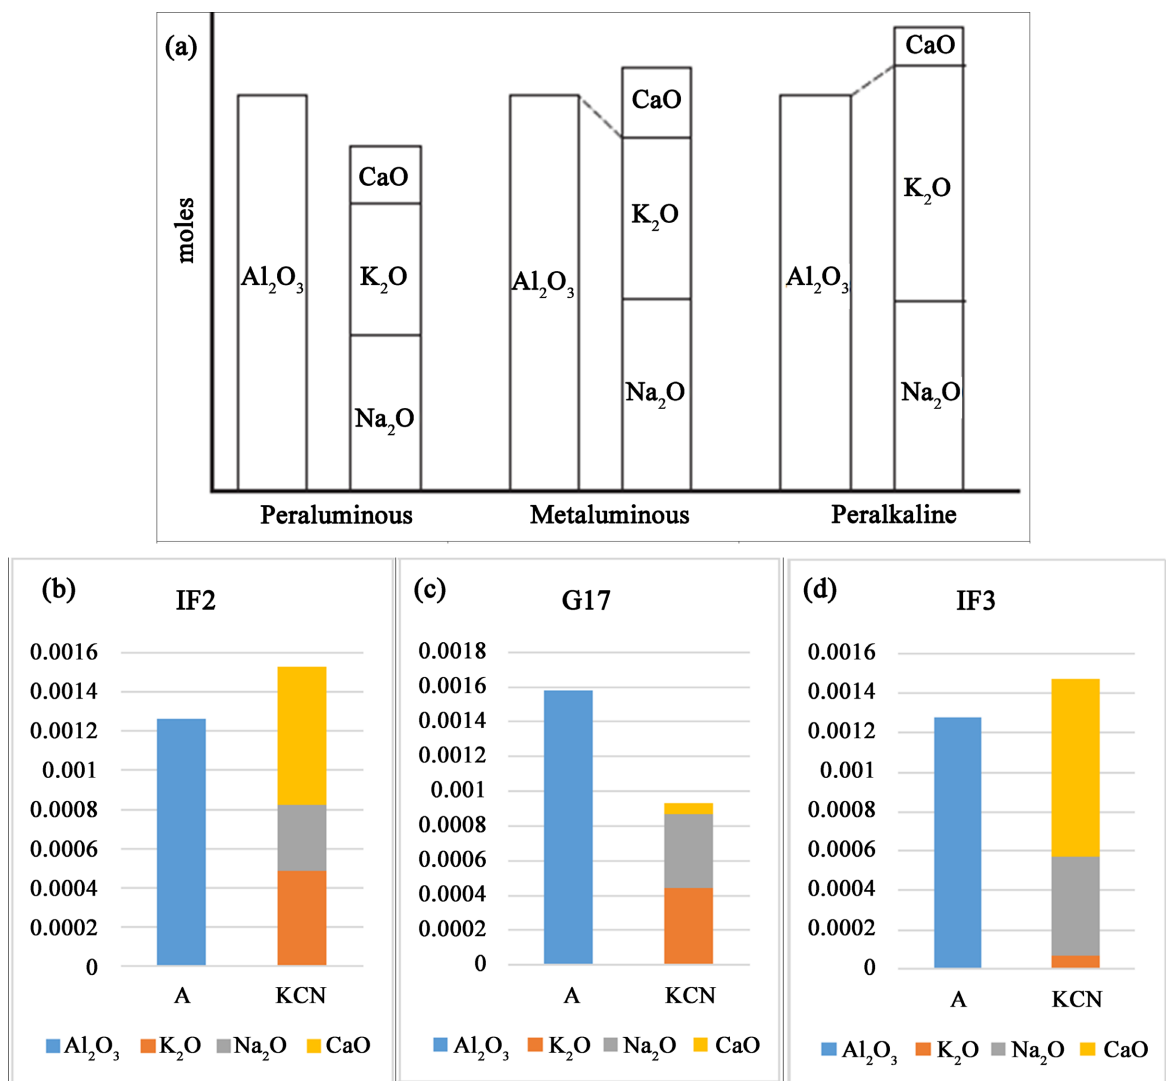 (a)
moles
Al₂O₃
CaO
K₂O
Na₂O
Al₂O₃
CaO
K₂O
Na₂O
Al₂O₃
CaO
K₂O
Na₂O
Peraluminous Metaluminous Peralkaline
(b)
IF2
0.0016
0.0014
0.0012
0.001
0.0008
0.0006
0.0004
0.0002
0
A KCN
Al₂O₃ K₂O Na₂O CaO
(c)
G17
0.0018
0.0016
0.0014
0.0012
0.001
0.0008
0.0006
0.0004
0.0002
0
A KCN
Al₂O₃ K₂O Na₂O CaO
(d)
IF3
0.0016
0.0014
0.0012
0.001
0.0008
0.0006
0.0004
0.0002
0
A KCN
Al₂O₃ K₂O Na₂O CaO